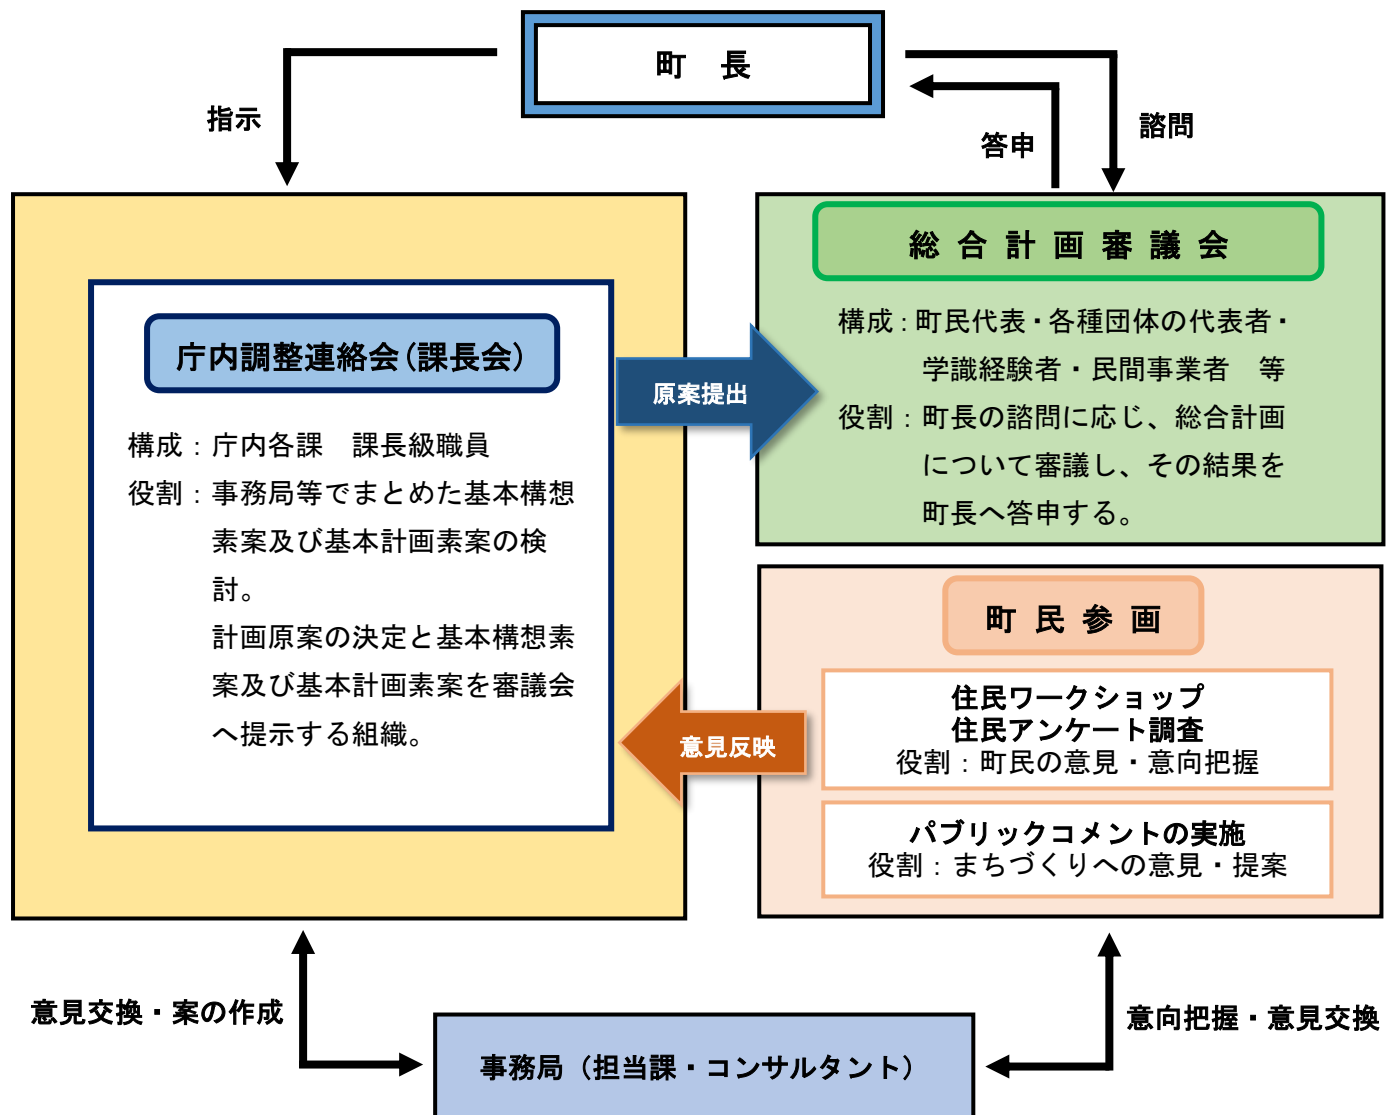 町　長
指示
答申
諮問
総合計画審議会
構成：町民代表・各種団体の代表者・
学識経験者・民間事業者　等
役割：町長の諮問に応じ、総合計画
について審議し、その結果を
町長へ答申する。
庁内調整連絡会（課長会）
構成：庁内各課　課長級職員
役割：事務局等でまとめた基本構想
素案及び基本計画素案の検
討。
計画原案の決定と基本構想素
案及び基本計画素案を審議会
へ提示する組織。
原案提出
町民参画
住民ワークショップ
住民アンケート調査
役割：町民の意見・意向把握
パブリックコメントの実施
役割：まちづくりへの意見・提案
意見反映
意見交換・案の作成
意向把握・意見交換
事務局（担当課・コンサルタント）